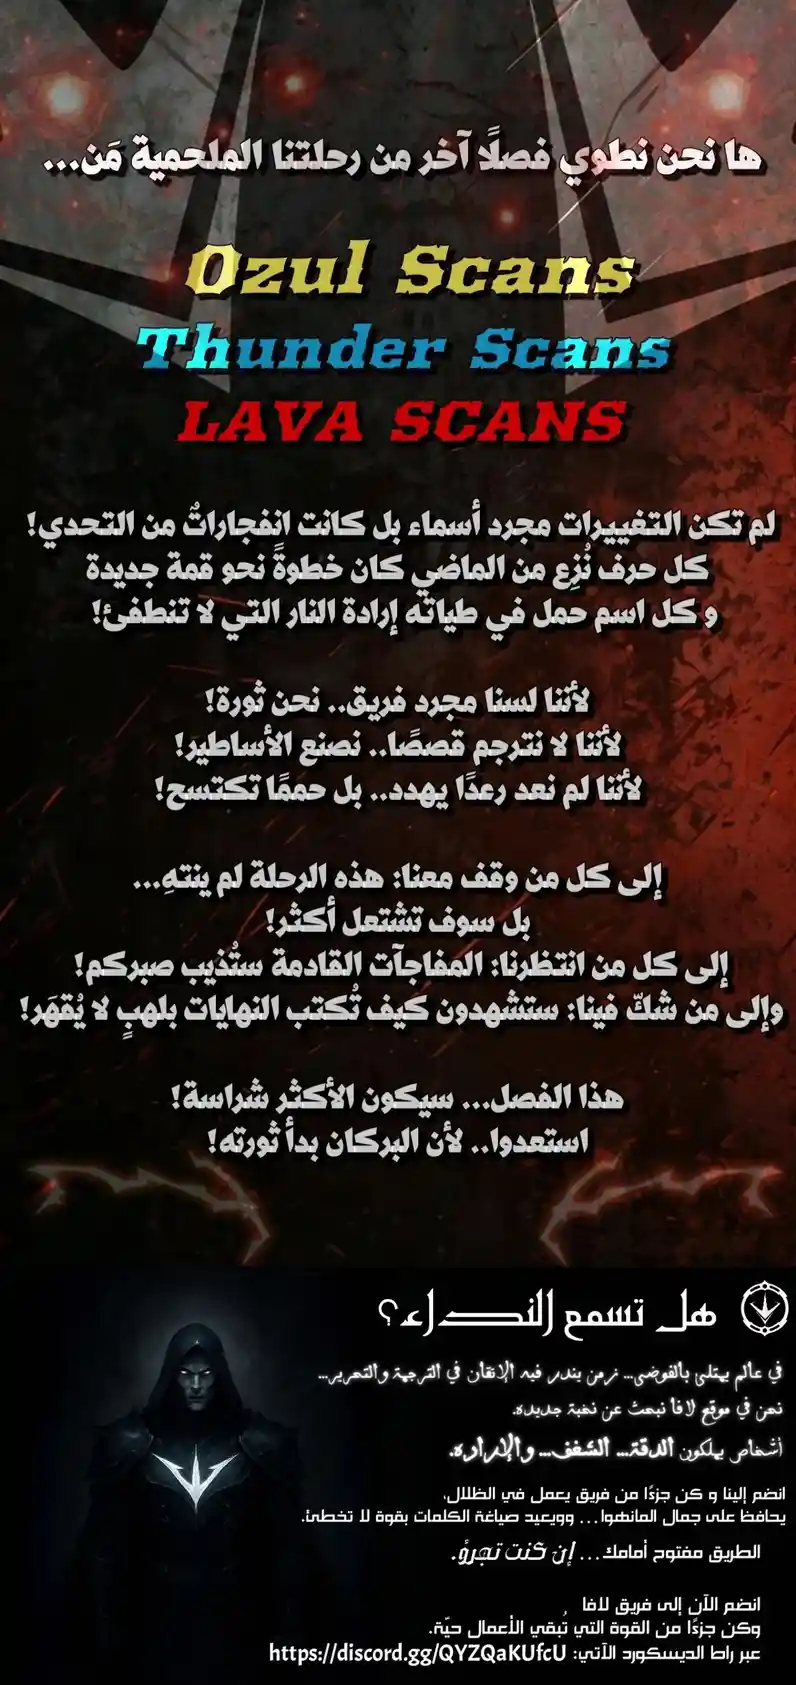 ها نحن نطوي فصلًا آخر من رحلتنا الملحمية مَن...
Ozul Scans
Thunder Scans
LAVA SCANS
لم تكن التغييرات مجرد أسماء بل كانت انفجاراتٌ من التحدي!
كل حرف نُزِع من الماضي كان خطوةً نحو قمة جديدة
و كل اسم حمل في طياته إرادة النار التي لا تنطفئ!
لأننا لسنا مجرد فريق.. نحن ثورة!
لأننا لا نترجم قصصًا.. نصنع الأساطير!
لأننا لم نعد رعدًا يهدد.. بل حممًا تكتسح!
إلى كل من وقف معنا: هذه الرحلة لم ينتهِ...
بل سوف تشتعل أكثر!
إلى كل من انتظرنا: المفاجآت القادمة ستُذيب صبركم!
وإلى من شكّ فينا: ستشهدون كيف تُكتب النهايات بلهبٍ لا يُقهَر!
هذا الفصل... سيكون الأكثر شراسة!
استعدوا.. لأن البركان بدأ ثورته!
هل تسمع النداء؟
في عالم يمتلئ بالفوضى... زمن يندر فيه الإتقان في الترجمة والتحرير...
نحن في موقع لافا نبحث عن نخبة جديدة.
أشخاص يملكون الدقة... الشغف... والإرادة.
انضم إلينا و كن جزءًا من فريق يعمل في الظلال،
يحافظ على جمال المانهوا... وويعيد صياغة الكلمات بقوة لا تخطئ.
الطريق مفتوح أمامك... إن كنت تجرؤ.
انضم الآن إلى فريق لافا
وكن جزءًا من القوة التي تُبقي الأعمال حيّة.
عبر راط الديسكورد الآتي: https://discord.gg/QYZQaKUfcU